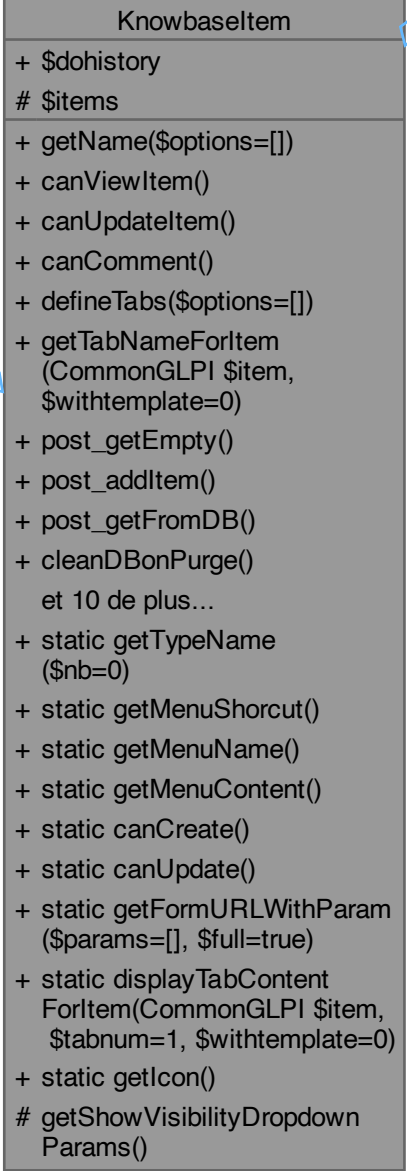 KnowbaseItem
+ $dohistory
# $items
+ getName($options=[])
+ canViewItem()
+ canUpdateItem()
+ canComment()
+ defineTabs($options=[])
+ getTabNameForItem
(CommonGLPI $item,
$withtemplate=0)
+ post_getEmpty()
+ post_addItem()
+ post_getFromDB()
+ cleanDBonPurge()
et 10 de plus...
+ static getTypeName
($nb=0)
+ static getMenuShorcut()
+ static getMenuName()
+ static getMenuContent()
+ static canCreate()
+ static canUpdate()
+ static getFormURLWithParam
($params=[], $full=true)
+ static displayTabContent
ForItem(CommonGLPI $item,
$tabnum=1, $withtemplate=0)
+ static getIcon()
# getShowVisibilityDropdown
Params()